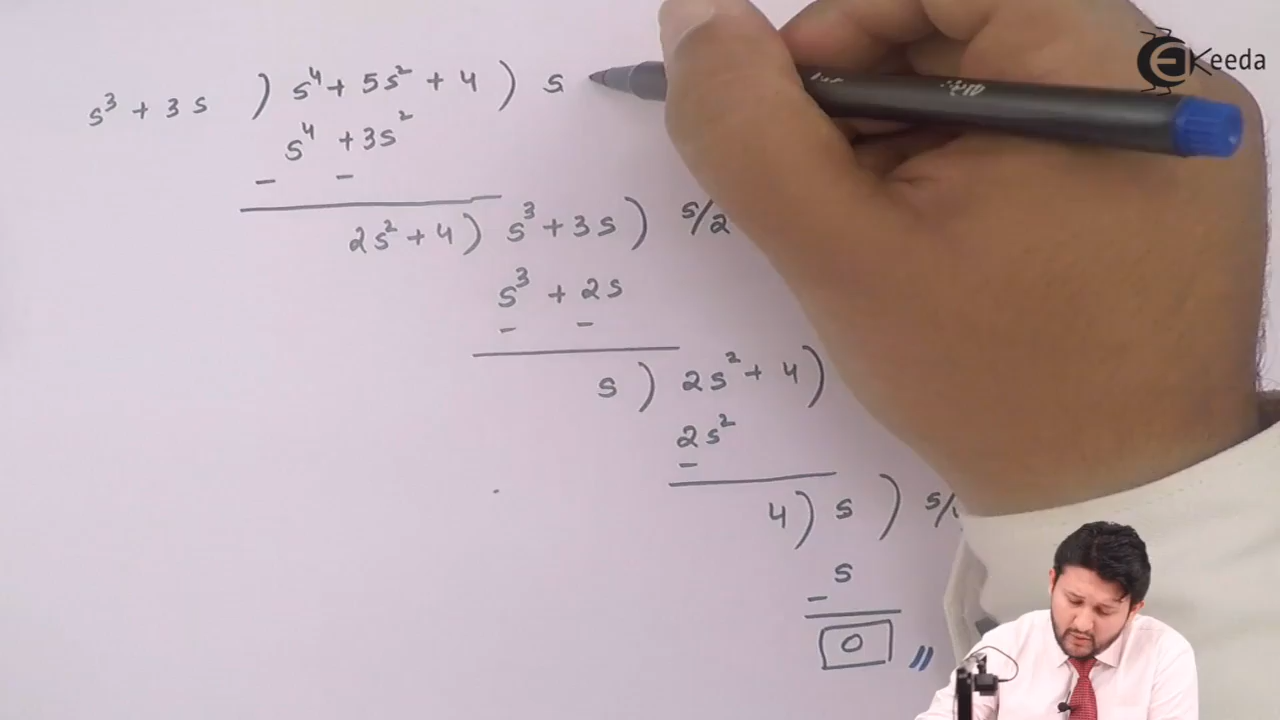 s³ + 3s ) s⁴ + 5s² + 4 ) s
s⁴ + 3s²
- -
2s² + 4 ) s³ + 3s ) s/2
s³ + 2s
- -
s ) 2s² + 4 )
2s²
-
4 ) s ) s/
s
-
0 //
Keeda